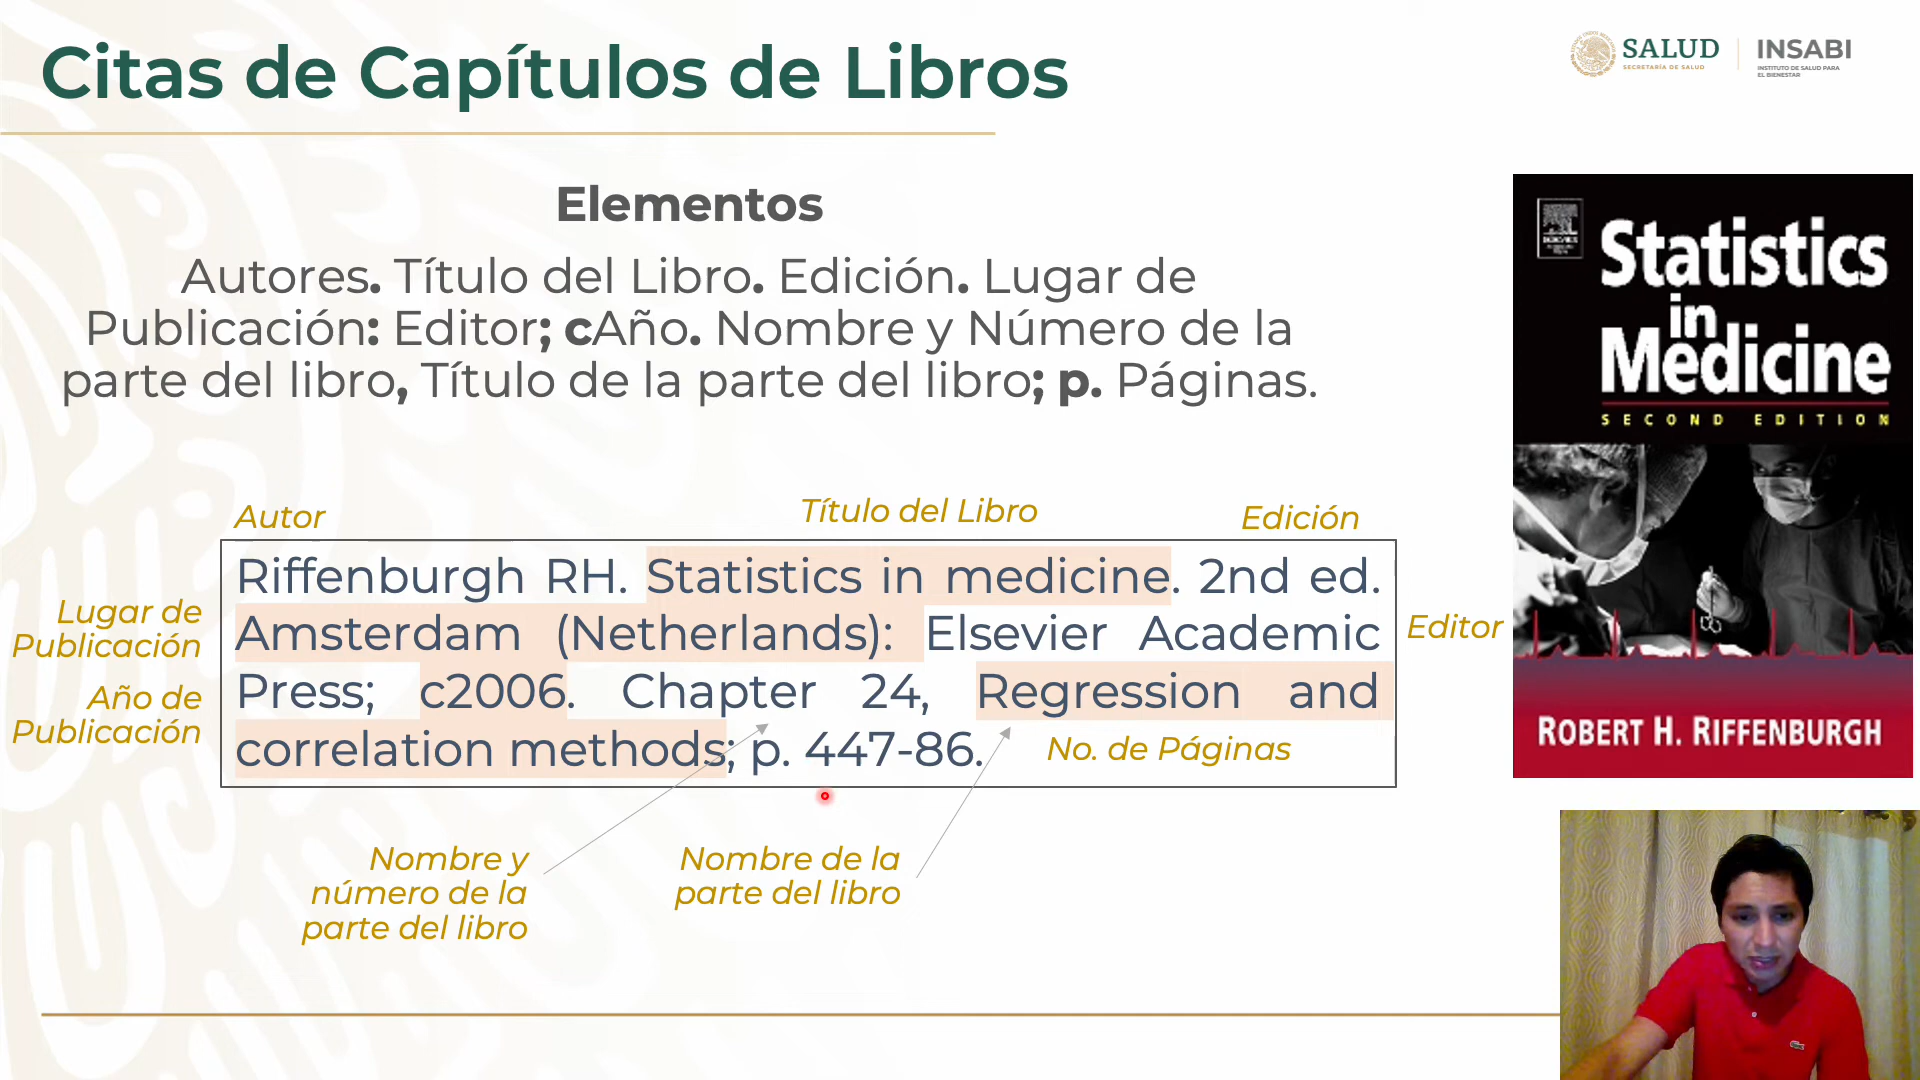 Citas de Capítulos de Libros
SALUD
SECRETARÍA DE SALUD
INSABI
INSTITUTO DE SALUD PARA
EL BIENESTAR
Elementos
Autores. Título del Libro. Edición. Lugar de
Publicación: Editor; cAño. Nombre y Número de la
parte del libro, Título de la parte del libro; p. Páginas.
Autor
Título del Libro
Edición
Riffenburgh RH. Statistics in medicine. 2nd ed.
Amsterdam (Netherlands): Elsevier Academic
Press; c2006. Chapter 24, Regression and
correlation methods; p. 447-86.
Lugar de
Publicación
Año de
Publicación
Editor
No. de Páginas
Nombre y
número de la
parte del libro
Nombre de la
parte del libro
Statistics
in
Medicine
SECOND EDITION
ROBERT H. RIFFENBURGH